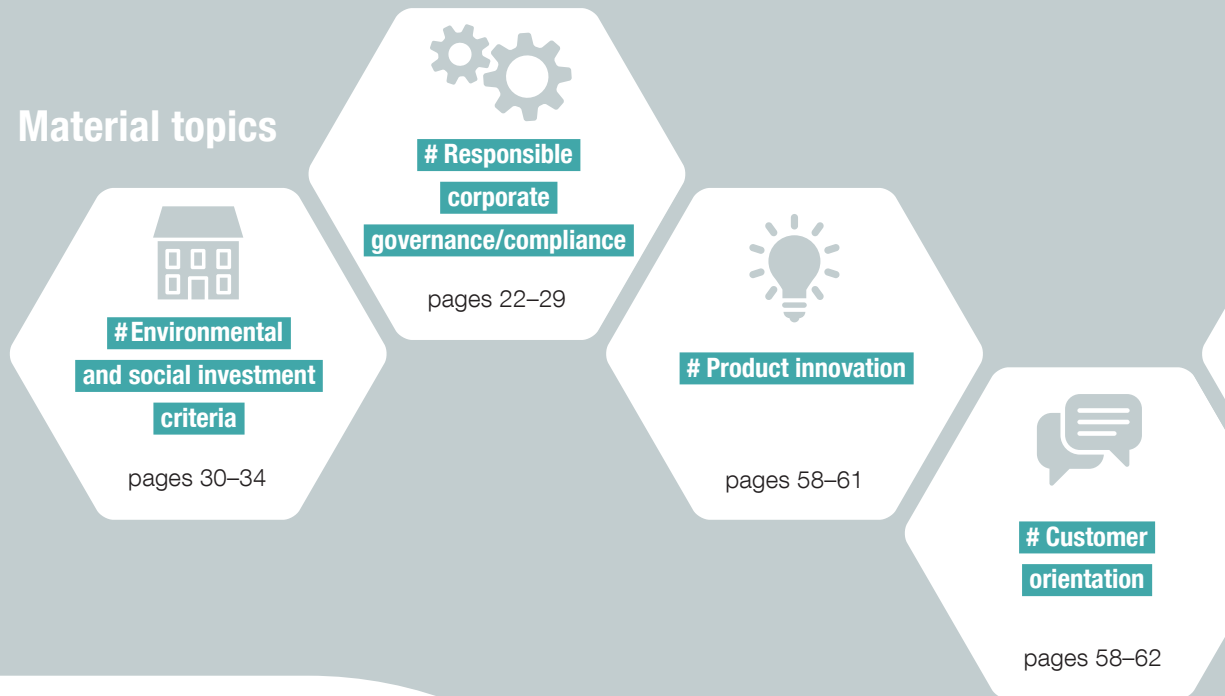 Material topics
# Environmental
and social investment
criteria
pages 30–34
# Responsible
corporate
governance/compliance
pages 22–29
# Product innovation
pages 58–61
# Customer
orientation
pages 58–62